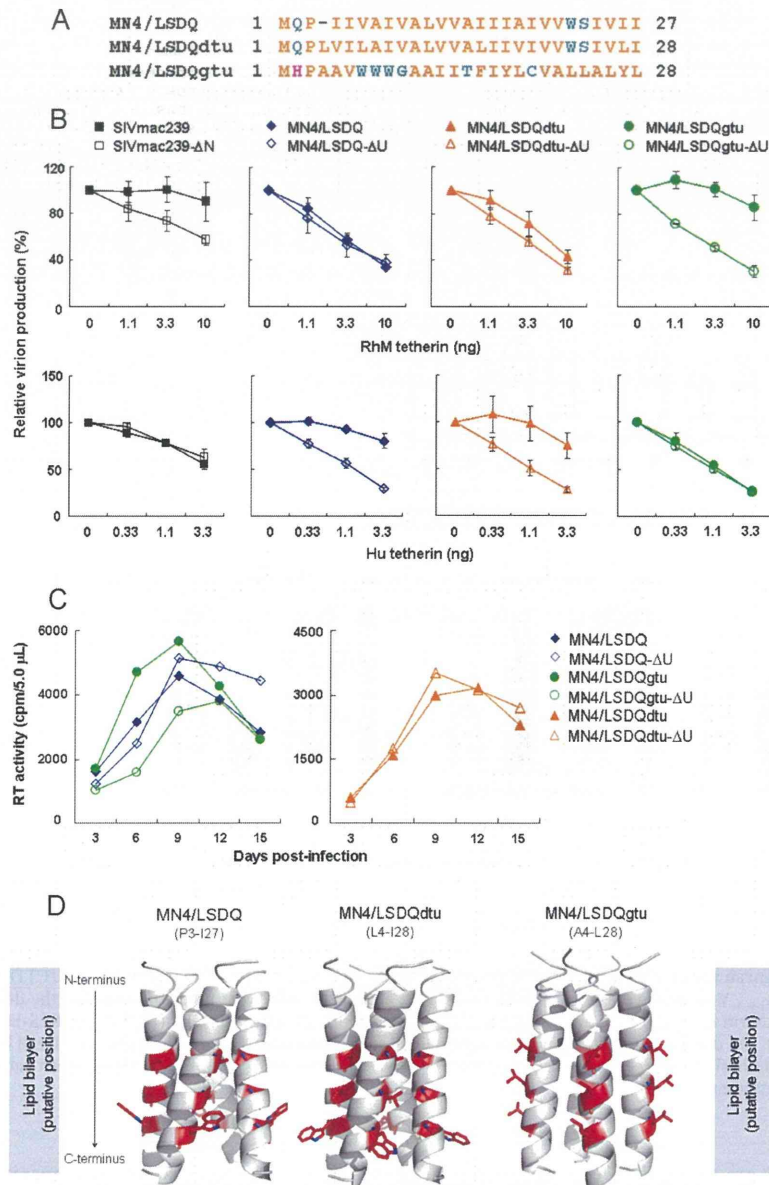 A
MN4/LSDQ 1 MQP-IIVAIVALVVAIIIAIVVWSIVII 27
MN4/LSDQdtu 1 MQPLVILAIVALVVALIIVIVVWSIVLI 28
MN4/LSDQgtu 1 MHPAAVWWWGAAIITFIYLCVALLALYL 28
B
SIVmac239
SIVmac239-ΔN
MN4/LSDQ
MN4/LSDQ-ΔU
MN4/LSDQdtu
MN4/LSDQdtu-ΔU
MN4/LSDQgtu
MN4/LSDQgtu-ΔU
Relative virion production (%)
120
80
40
0
0 1.1 3.3 10
0 1.1 3.3 10
0 1.1 3.3 10
0 1.1 3.3 10
RhM tetherin (ng)
100
50
0
0 0.33 1.1 3.3
0 0.33 1.1 3.3
0 0.33 1.1 3.3
0 0.33 1.1 3.3
Hu tetherin (ng)
C
RT activity (cpm/5.0 μL)
6000
4000
2000
0
3 6 9 12 15
4500
3000
1500
0
3 6 9 12 15
Days post-infection
MN4/LSDQ
MN4/LSDQ-ΔU
MN4/LSDQgtu
MN4/LSDQgtu-ΔU
MN4/LSDQdtu
MN4/LSDQdtu-ΔU
D
MN4/LSDQ
(P3-I27)
MN4/LSDQdtu
(L4-I28)
MN4/LSDQgtu
(A4-L28)
Lipid bilayer
(putative position)
N-terminus
C-terminus
Lipid bilayer
(putative position)